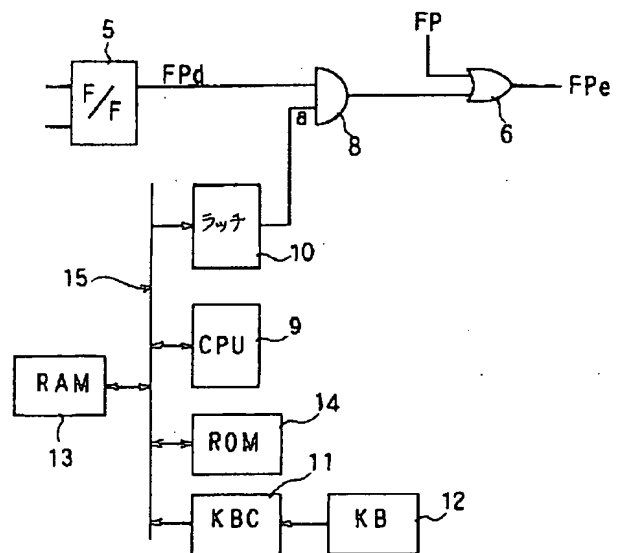 5
F/F
FPd
a
8
FP
6
FPe
ラッチ
10
15
CPU
9
RAM
13
ROM
14
KBC
11
KB
12